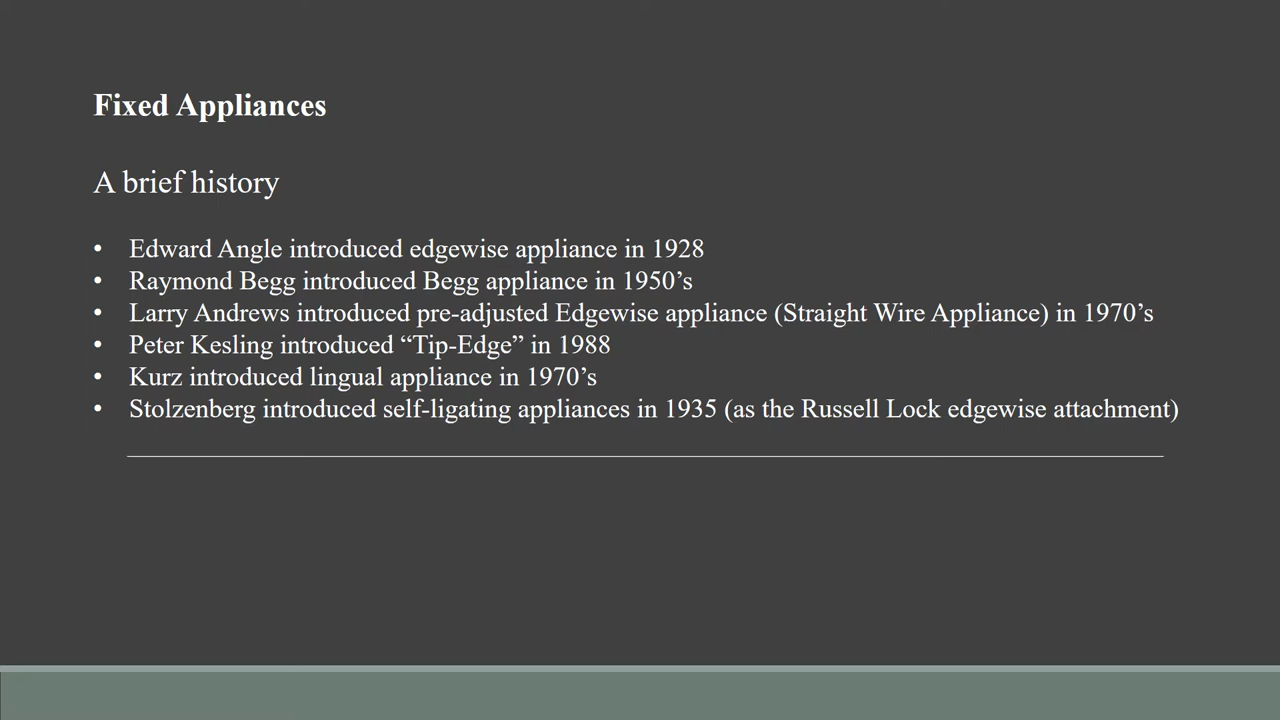 Fixed Appliances
A brief history
• Edward Angle introduced edgewise appliance in 1928
• Raymond Begg introduced Begg appliance in 1950’s
• Larry Andrews introduced pre-adjusted Edgewise appliance (Straight Wire Appliance) in 1970’s
• Peter Kesling introduced “Tip-Edge” in 1988
• Kurz introduced lingual appliance in 1970’s
• Stolzenberg introduced self-ligating appliances in 1935 (as the Russell Lock edgewise attachment)